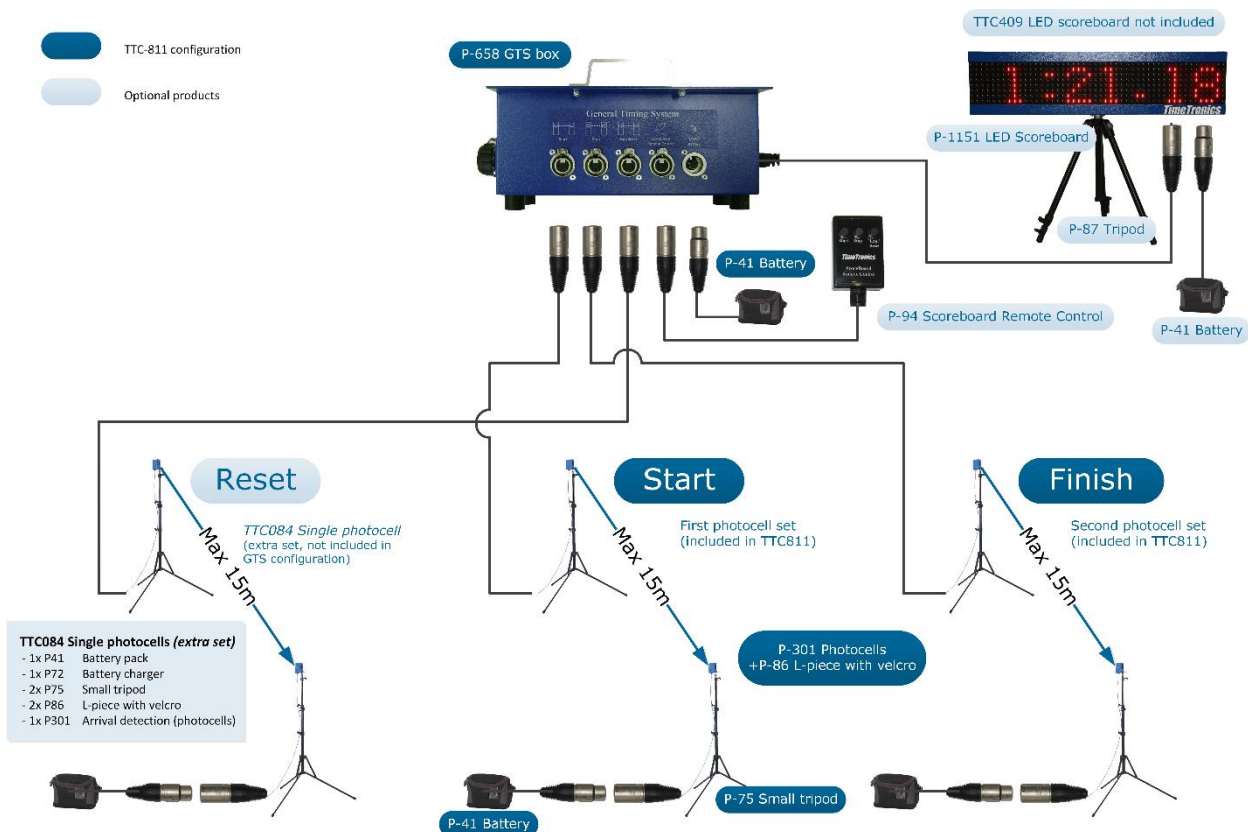 TTC-811 configuration
Optional products
P-658 GTS box
TTC409 LED scoreboard not included
1:21.18
TimeTronics
General Timing System
P-1151 LED Scoreboard
P-87 Tripod
P-41 Battery
TimeTronics
P-94 Scoreboard Remote Control
P-41 Battery
Reset
TTC084 Single photocell
(extra set, not included in
GTS configuration)
Max 15m
Start
First photocell set
(included in TTC811)
Max 15m
Finish
Second photocell set
(included in TTC811)
Max 15m
TTC084 Single photocells (extra set)
- 1x P41 Battery pack
- 1x P72 Battery charger
- 2x P75 Small tripod
- 2x P86 L-piece with velcro
- 1x P301 Arrival detection (photocells)
P-301 Photocells
+P-86 L-piece with velcro
P-75 Small tripod
P-41 Battery